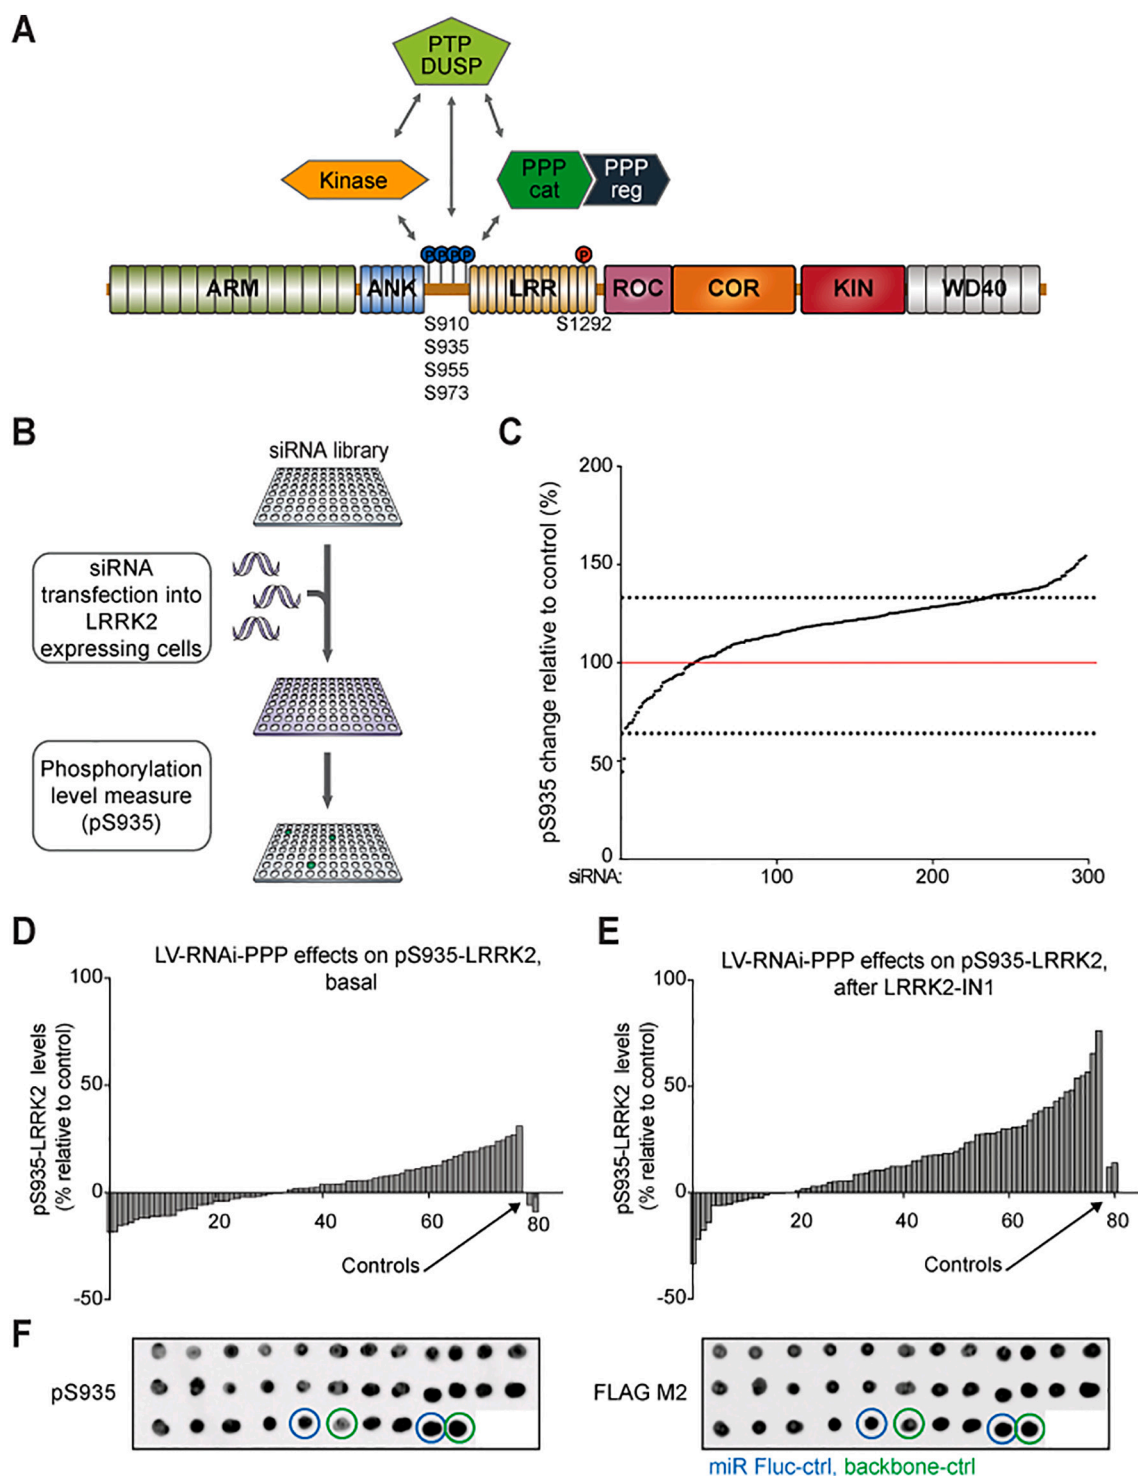 A
PTP
DUSP
Kinase
PPP
cat
PPP
reg
P P P P
P
ARM
ANK
LRR
ROC
COR
KIN
WD40
S910
S935
S955
S973
S1292
B
siRNA library
siRNA
transfection into
LRRK2
expressing cells
Phosphorylation
level measure
(pS935)
C
pS935 change relative to control (%)
200
150
100
50
0
siRNA:
100
200
300
D
LV-RNAi-PPP effects on pS935-LRRK2,
basal
pS935-LRRK2 levels
(% relative to control)
100
50
0
-50
20
40
60
80
Controls
E
LV-RNAi-PPP effects on pS935-LRRK2,
after LRRK2-IN1
pS935-LRRK2 levels
(% relative to control)
100
50
0
-50
20
40
60
80
Controls
F
pS935
FLAG M2
miR Fluc-ctrl, backbone-ctrl